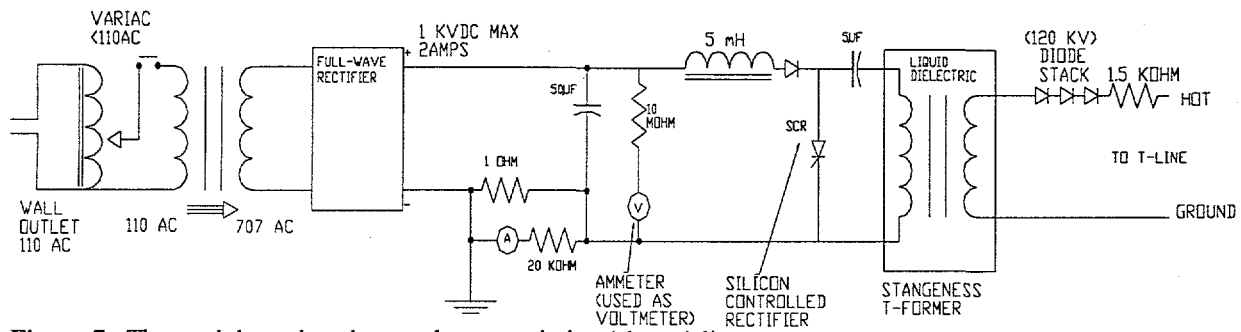 VARIAC
<110AC
WALL
OUTLET
110 AC
110 AC
707 AC
FULL-WAVE
RECTIFIER
+
-
1 KVDC MAX
2AMPS
50UF
1 OHM
A
20 KOHM
10
MOHM
V
AMMETER
(USED AS
VOLTMETER)
5 mH
5UF
SCR
SILICON
CONTROLLED
RECTIFIER
LIQUID
DIELECTRIC
STANGENESS
T-FORMER
(120 KV)
DIODE
STACK
1.5 KOHM
HOT
TO T-LINE
GROUND